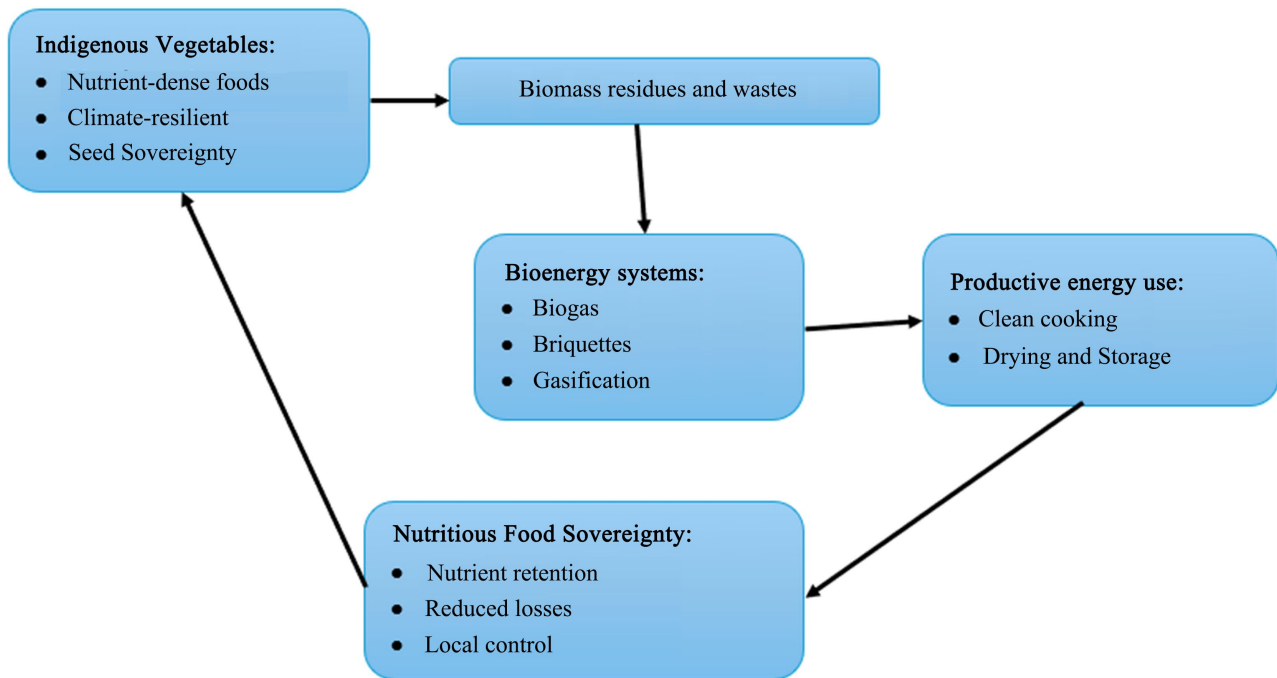 Indigenous Vegetables:
● Nutrient-dense foods
● Climate-resilient
● Seed Sovereignty
Biomass residues and wastes
Bioenergy systems:
● Biogas
● Briquettes
● Gasification
Productive energy use:
● Clean cooking
● Drying and Storage
Nutritious Food Sovereignty:
● Nutrient retention
● Reduced losses
● Local control